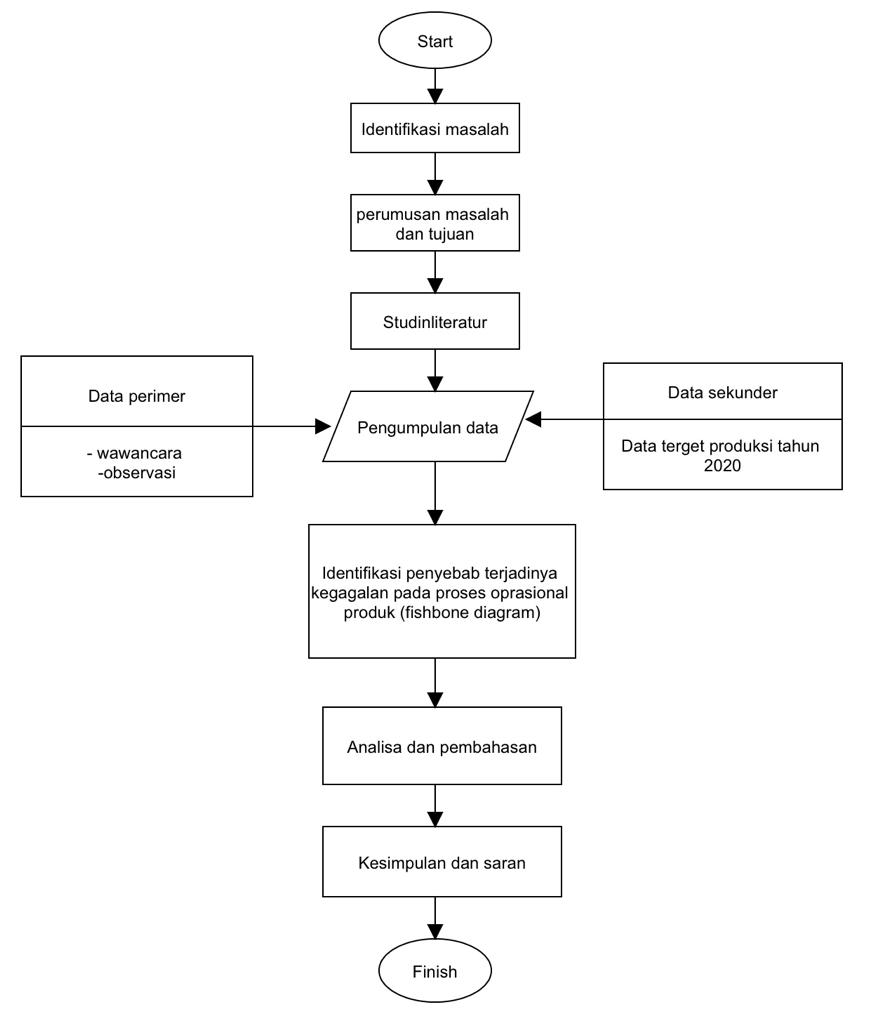 Start
Identifikasi masalah
perumusan masalah
dan tujuan
Studinliteratur
Data perimer
- wawancara
-observasi
Pengumpulan data
Data sekunder
Data terget produksi tahun
2020
Identifikasi penyebab terjadinya
kegagalan pada proses oprasional
produk (fishbone diagram)
Analisa dan pembahasan
Kesimpulan dan saran
Finish